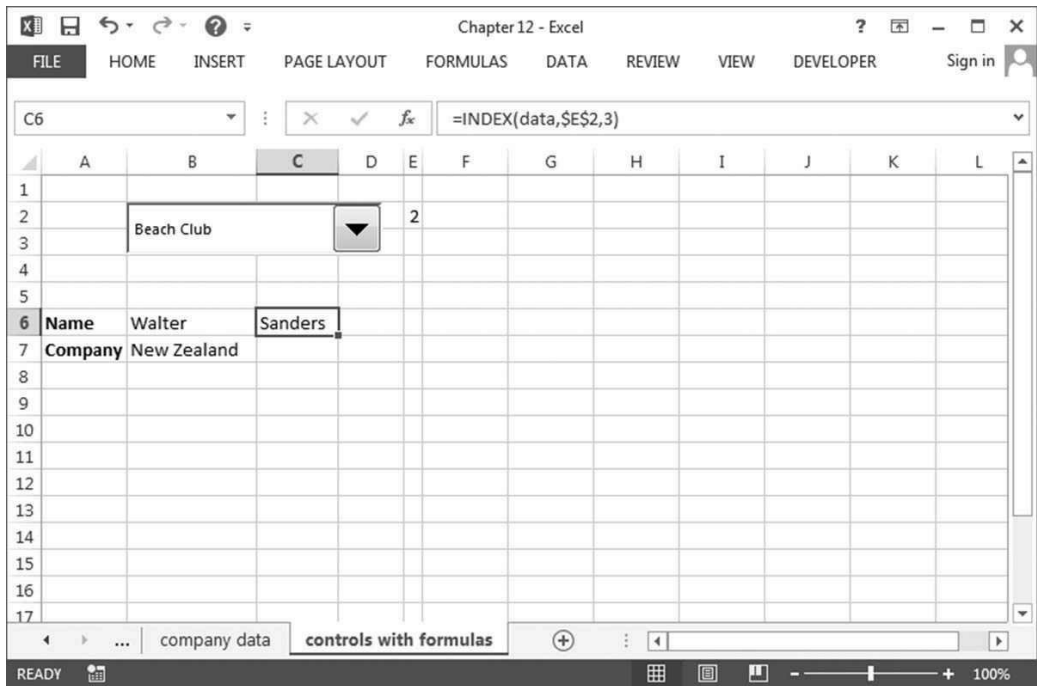 Chapter 12 - Excel
?
FILE HOME INSERT PAGE LAYOUT FORMULAS DATA REVIEW VIEW DEVELOPER Sign in
C6 fx =INDEX(data,$E$2,3)
A B C D E F G H I J K L
1
2 2
Beach Club
3
4
5
6 Name Walter Sanders
7 Company New Zealand
8
9
10
11
12
13
14
15
16
17
... company data controls with formulas
READY 100%